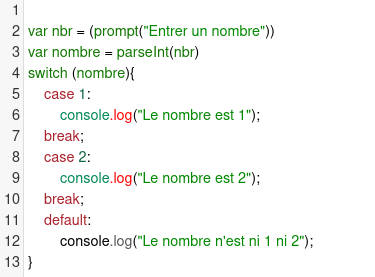 1
2 var nbr = (prompt("Entrer un nombre"))
3 var nombre = parseInt(nbr)
4 switch (nombre){
5 case 1:
6 console.log("Le nombre est 1");
7 break;
8 case 2:
9 console.log("Le nombre est 2");
10 break;
11 default:
12 console.log("Le nombre n'est ni 1 ni 2");
13 }